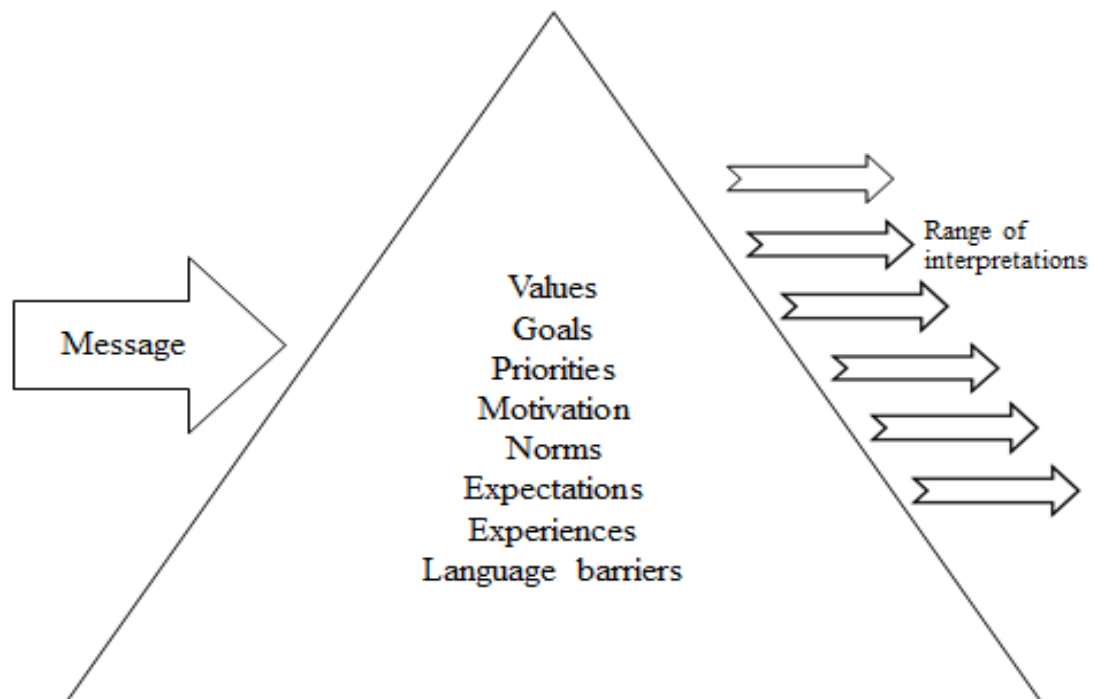 Message
Values
Goals
Priorities
Motivation
Norms
Expectations
Experiences
Language barriers
Range of
interpretations